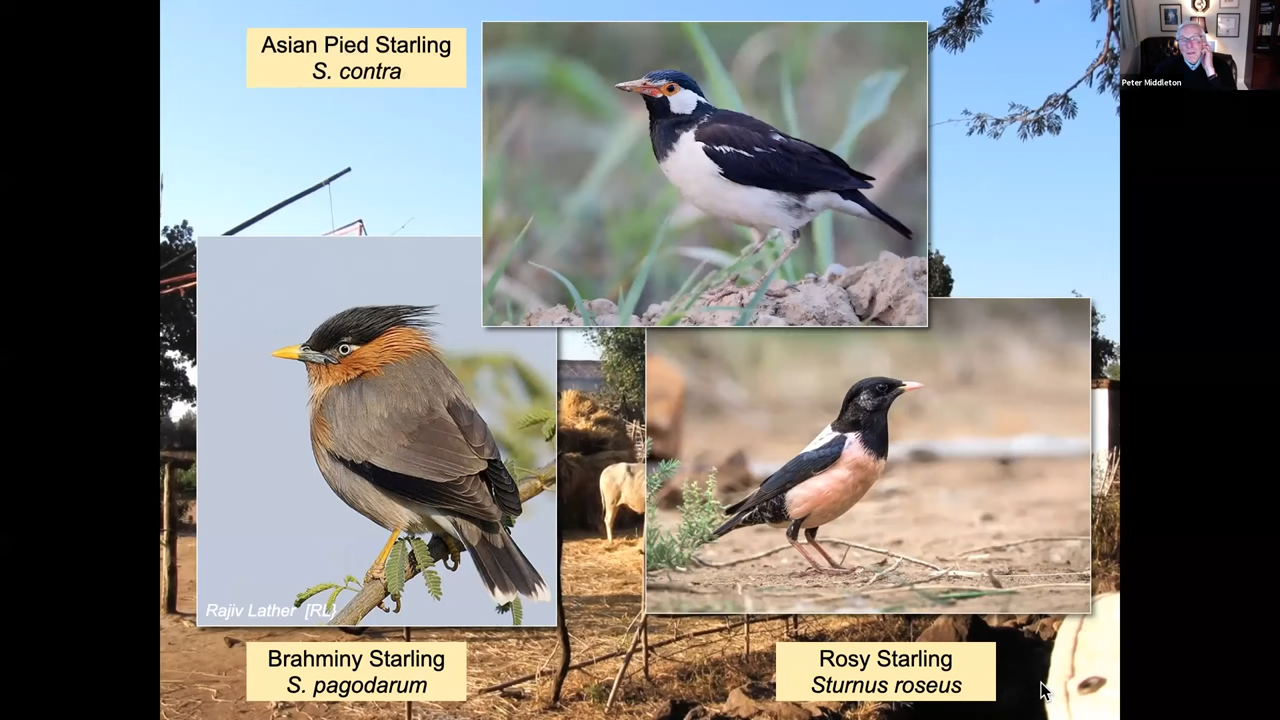 Asian Pied Starling
S. contra
Peter Middleton
Rajiv Lather [RL}
Brahminy Starling
S. pagodarum
Rosy Starling
Sturnus roseus